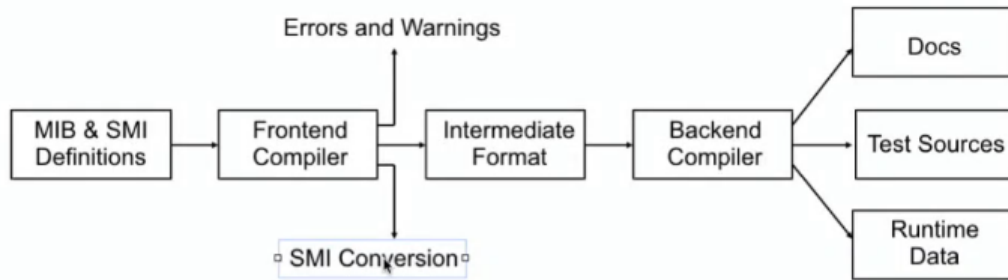 Errors and Warnings
Docs
MIB & SMI
Definitions
Frontend
Compiler
Intermediate
Format
Backend
Compiler
Test Sources
SMI Conversion
Runtime
Data